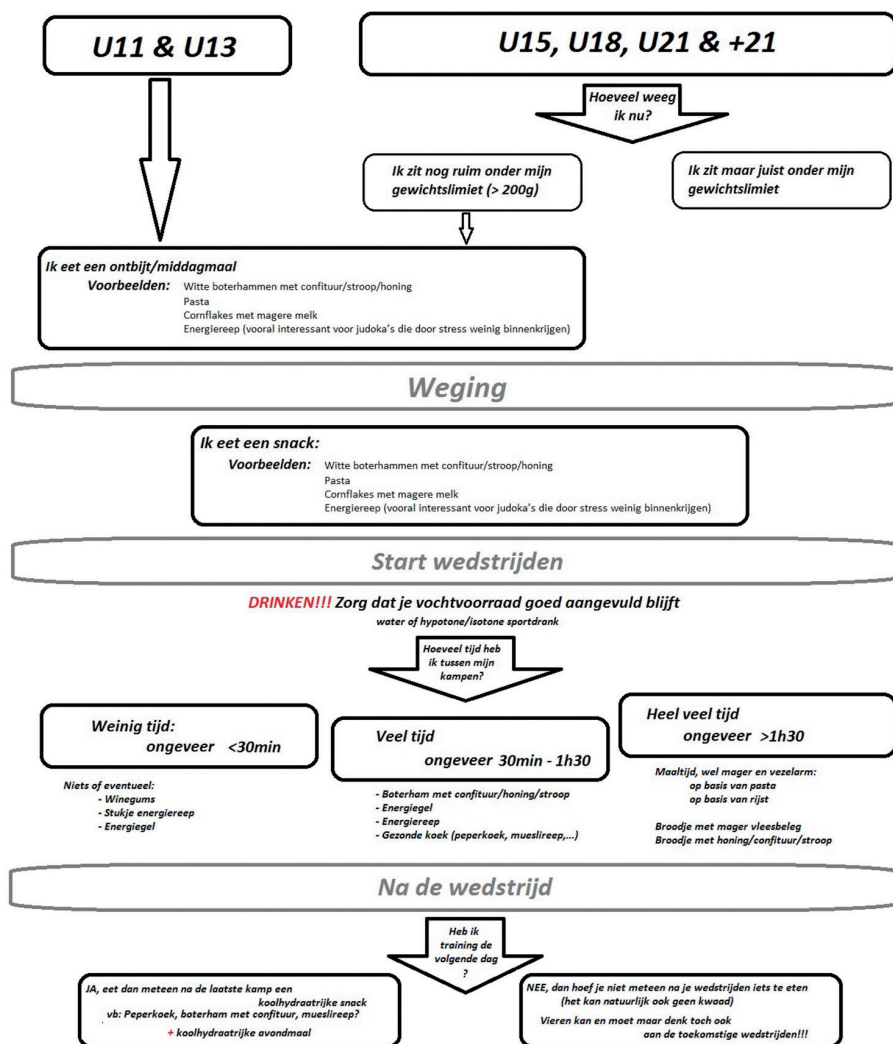 U11 & U13
U15, U18, U21 & +21
Hoeveel weeg
ik nu?
Ik zit nog ruim onder mijn
gewichtslimiet (> 200g)
Ik zit maar juist onder mijn
gewichtslimiet
Ik eet een ontbijt/middagmaal
Voorbeelden: Witte boterhammen met confituur/stroop/honing
Pasta
Cornflakes met magere melk
Energiereep (vooral interessant voor judoka's die door stress weinig binnenkrijgen)
Weging
Ik eet een snack:
Voorbeelden: Witte boterhammen met confituur/stroop/honing
Pasta
Cornflakes met magere melk
Energiereep (vooral interessant voor judoka's die door stress weinig binnenkrijgen)
Start wedstrijden
DRINKEN!!! Zorg dat je vochtvoorraad goed aangevuld blijft
water of hypotone/isotone sportdrank
Hoeveel tijd heb
ik tussen mijn
kampen?
Weinig tijd:
ongeveer <30min
Niets of eventueel:
- Winegums
- Stukje energiereep
- Energiegel
Veel tijd
ongeveer 30min - 1h30
- Boterham met confituur/honing/stroop
- Energiegel
- Energiereep
- Gezonde koek (peperkoek, mueslireep,...)
Heel veel tijd
ongeveer >1h30
Maaltijd, wel mager en vezelarm:
op basis van pasta
op basis van rijst
Broodje met mager vleesbeleg
Broodje met honing/confituur/stroop
Na de wedstrijd
Heb ik
training de
volgende dag
?
JA, eet dan meteen na de laatste kamp een
koolhydraatrijke snack
vb: Peperkoek, boterham met confituur, mueslireep?
+ koolhydraatrijke avondmaal
NEE, dan hoef je niet meteen na je wedstrijden iets te eten
(het kan natuurlijk ook geen kwaad)
Vieren kan en moet maar denk toch ook
aan de toekomstige wedstrijden!!!